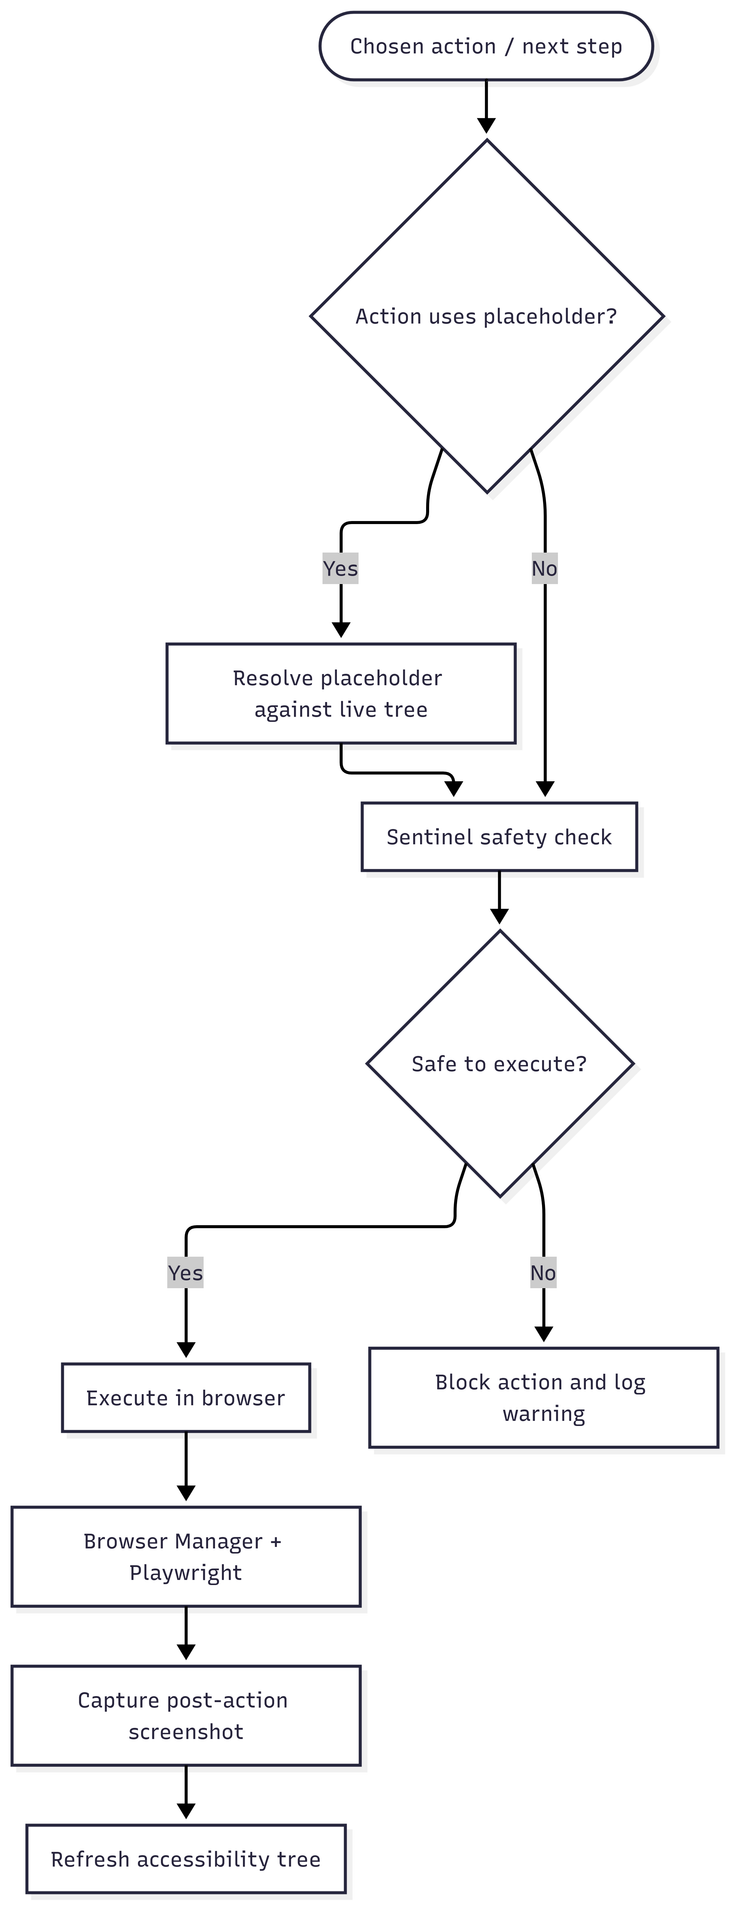 Chosen action / next step
Action uses placeholder?
Yes
No
Resolve placeholder
against live tree
Sentinel safety check
Safe to execute?
Yes
No
Execute in browser
Block action and log
warning
Browser Manager +
Playwright
Capture post-action
screenshot
Refresh accessibility tree